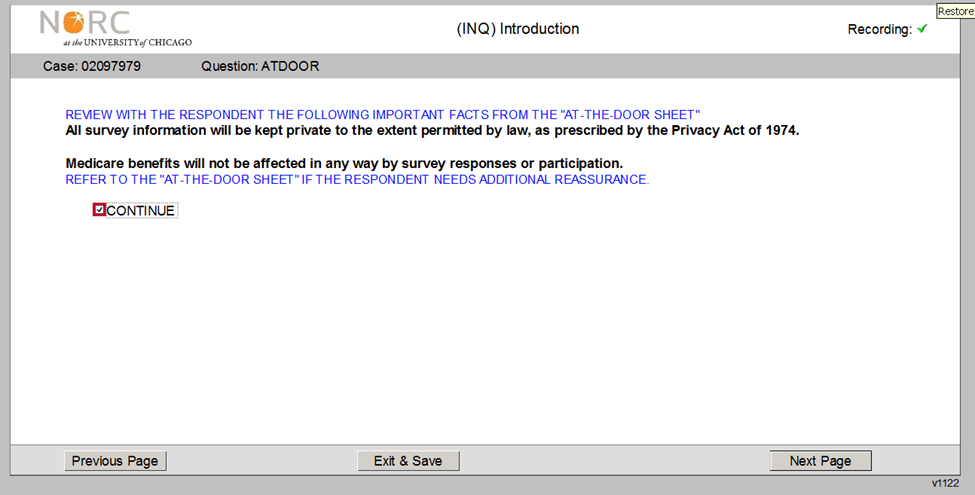 Restore
NORC
at the UNIVERSITY of CHICAGO
(INQ) Introduction
Recording: ✓
Case: 02097979
Question: ATDOOR
REVIEW WITH THE RESPONDENT THE FOLLOWING IMPORTANT FACTS FROM THE "AT-THE-DOOR SHEET"
All survey information will be kept private to the extent permitted by law, as prescribed by the Privacy Act of 1974.
Medicare benefits will not be affected in any way by survey responses or participation.
REFER TO THE "AT-THE-DOOR SHEET" IF THE RESPONDENT NEEDS ADDITIONAL REASSURANCE.
CONTINUE
Previous Page
Exit & Save
Next Page
v1122